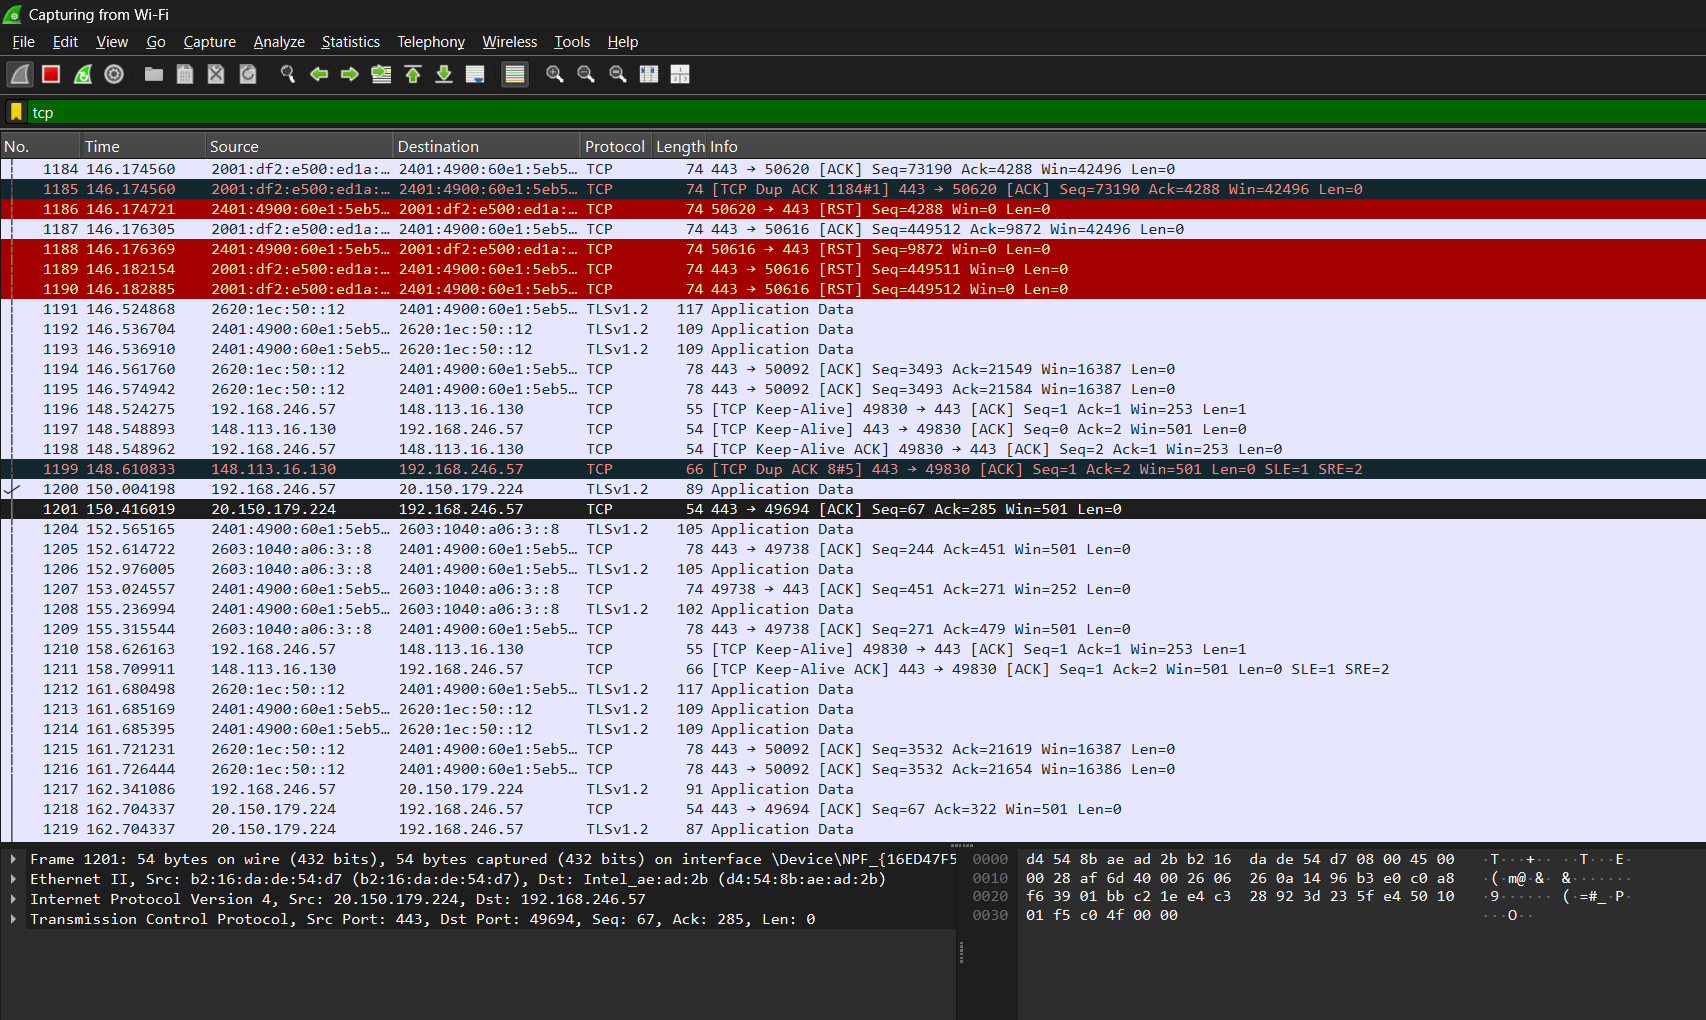 Capturing from Wi-Fi
File Edit View Go Capture Analyze Statistics Telephony Wireless Tools Help
tcp
No. Time Source Destination Protocol Length Info
1184 146.174560 2001:df2:e500:ed1a:… 2401:4900:60e1:5eb5… TCP 74 443 → 50620 [ACK] Seq=73190 Ack=4288 Win=42496 Len=0
1185 146.174560 2001:df2:e500:ed1a:… 2401:4900:60e1:5eb5… TCP 74 [TCP Dup ACK 1184#1] 443 → 50620 [ACK] Seq=73190 Ack=4288 Win=42496 Len=0
1186 146.174721 2401:4900:60e1:5eb5… 2001:df2:e500:ed1a:… TCP 74 50620 → 443 [RST] Seq=4288 Win=0 Len=0
1187 146.176305 2001:df2:e500:ed1a:… 2401:4900:60e1:5eb5… TCP 74 443 → 50616 [ACK] Seq=449512 Ack=9872 Win=42496 Len=0
1188 146.176369 2401:4900:60e1:5eb5… 2001:df2:e500:ed1a:… TCP 74 50616 → 443 [RST] Seq=9872 Win=0 Len=0
1189 146.182154 2001:df2:e500:ed1a:… 2401:4900:60e1:5eb5… TCP 74 443 → 50616 [RST] Seq=449511 Win=0 Len=0
1190 146.182885 2001:df2:e500:ed1a:… 2401:4900:60e1:5eb5… TCP 74 443 → 50616 [RST] Seq=449512 Win=0 Len=0
1191 146.524868 2620:1ec:50::12 2401:4900:60e1:5eb5… TLSv1.2 117 Application Data
1192 146.536704 2401:4900:60e1:5eb5… 2620:1ec:50::12 TLSv1.2 109 Application Data
1193 146.536910 2401:4900:60e1:5eb5… 2620:1ec:50::12 TLSv1.2 109 Application Data
1194 146.561760 2620:1ec:50::12 2401:4900:60e1:5eb5… TCP 78 443 → 50092 [ACK] Seq=3493 Ack=21549 Win=16387 Len=0
1195 146.574942 2620:1ec:50::12 2401:4900:60e1:5eb5… TCP 78 443 → 50092 [ACK] Seq=3493 Ack=21584 Win=16387 Len=0
1196 148.524275 192.168.246.57 148.113.16.130 TCP 55 [TCP Keep-Alive] 49830 → 443 [ACK] Seq=1 Ack=1 Win=253 Len=1
1197 148.548893 148.113.16.130 192.168.246.57 TCP 54 [TCP Keep-Alive] 443 → 49830 [ACK] Seq=0 Ack=2 Win=501 Len=0
1198 148.548962 192.168.246.57 148.113.16.130 TCP 54 [TCP Keep-Alive ACK] 49830 → 443 [ACK] Seq=2 Ack=1 Win=253 Len=0
1199 148.610833 148.113.16.130 192.168.246.57 TCP 66 [TCP Dup ACK 8#5] 443 → 49830 [ACK] Seq=1 Ack=2 Win=501 Len=0 SLE=1 SRE=2
1200 150.004198 192.168.246.57 20.150.179.224 TLSv1.2 89 Application Data
1201 150.416019 20.150.179.224 192.168.246.57 TCP 54 443 → 49694 [ACK] Seq=67 Ack=285 Win=501 Len=0
1204 152.565165 2401:4900:60e1:5eb5… 2603:1040:a06:3::8 TLSv1.2 105 Application Data
1205 152.614722 2603:1040:a06:3::8 2401:4900:60e1:5eb5… TCP 78 443 → 49738 [ACK] Seq=244 Ack=451 Win=501 Len=0
1206 152.976005 2603:1040:a06:3::8 2401:4900:60e1:5eb5… TLSv1.2 105 Application Data
1207 153.024557 2401:4900:60e1:5eb5… 2603:1040:a06:3::8 TCP 74 49738 → 443 [ACK] Seq=451 Ack=271 Win=252 Len=0
1208 155.236994 2401:4900:60e1:5eb5… 2603:1040:a06:3::8 TLSv1.2 102 Application Data
1209 155.315544 2603:1040:a06:3::8 2401:4900:60e1:5eb5… TCP 78 443 → 49738 [ACK] Seq=271 Ack=479 Win=501 Len=0
1210 158.626163 192.168.246.57 148.113.16.130 TCP 55 [TCP Keep-Alive] 49830 → 443 [ACK] Seq=1 Ack=1 Win=253 Len=1
1211 158.709911 148.113.16.130 192.168.246.57 TCP 66 [TCP Keep-Alive ACK] 443 → 49830 [ACK] Seq=1 Ack=2 Win=501 Len=0 SLE=1 SRE=2
1212 161.680498 2620:1ec:50::12 2401:4900:60e1:5eb5… TLSv1.2 117 Application Data
1213 161.685169 2401:4900:60e1:5eb5… 2620:1ec:50::12 TLSv1.2 109 Application Data
1214 161.685395 2401:4900:60e1:5eb5… 2620:1ec:50::12 TLSv1.2 109 Application Data
1215 161.721231 2620:1ec:50::12 2401:4900:60e1:5eb5… TCP 78 443 → 50092 [ACK] Seq=3532 Ack=21619 Win=16387 Len=0
1216 161.726444 2620:1ec:50::12 2401:4900:60e1:5eb5… TCP 78 443 → 50092 [ACK] Seq=3532 Ack=21654 Win=16386 Len=0
1217 162.341086 192.168.246.57 20.150.179.224 TLSv1.2 91 Application Data
1218 162.704337 20.150.179.224 192.168.246.57 TCP 54 443 → 49694 [ACK] Seq=67 Ack=322 Win=501 Len=0
1219 162.704337 20.150.179.224 192.168.246.57 TLSv1.2 87 Application Data
Frame 1201: 54 bytes on wire (432 bits), 54 bytes captured (432 bits) on interface \Device\NPF_{16ED47F5
Ethernet II, Src: b2:16:da:de:54:d7 (b2:16:da:de:54:d7), Dst: Intel_ae:ad:2b (d4:54:8b:ae:ad:2b)
Internet Protocol Version 4, Src: 20.150.179.224, Dst: 192.168.246.57
Transmission Control Protocol, Src Port: 443, Dst Port: 49694, Seq: 67, Ack: 285, Len: 0
0000 d4 54 8b ae ad 2b b2 16 da de 54 d7 08 00 45 00 ·T···+·· ··T···E·
0010 00 28 af 6d 40 00 26 06 26 0a 14 96 b3 e0 c0 a8 ·(·m@·&· &·······
0020 f6 39 01 bb c2 1e e4 c3 28 92 3d 23 5f e4 50 10 ·9······ (·=#_·P·
0030 01 f5 c0 4f 00 00 ···O··